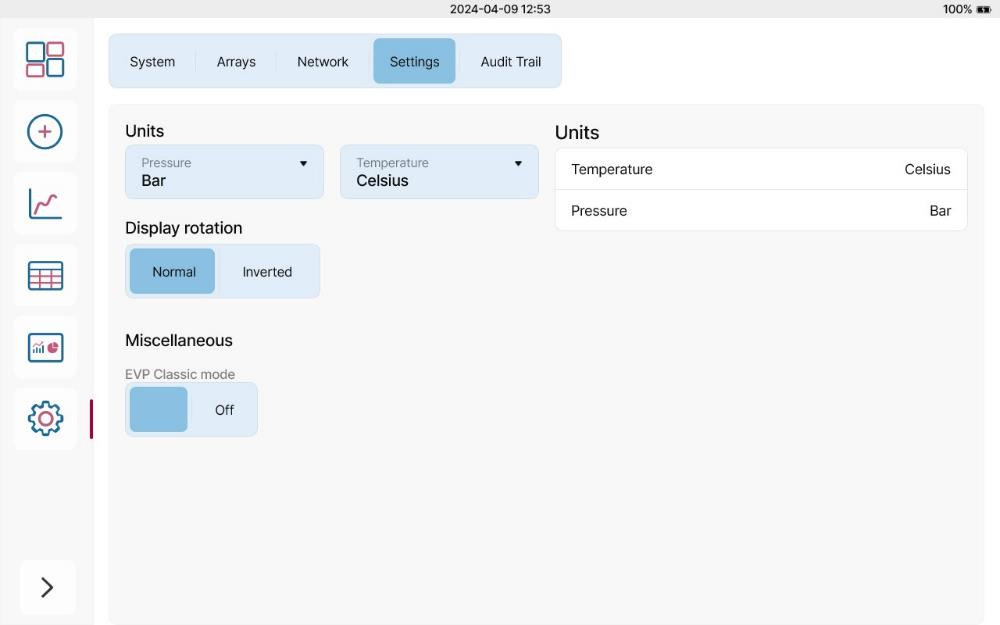 2024-04-09 12:53
100%
System Arrays Network Settings Audit Trail
Units
Pressure
Bar
Temperature
Celsius
Display rotation
Normal Inverted
Miscellaneous
EVP Classic mode
Off
Units
Temperature Celsius
Pressure Bar